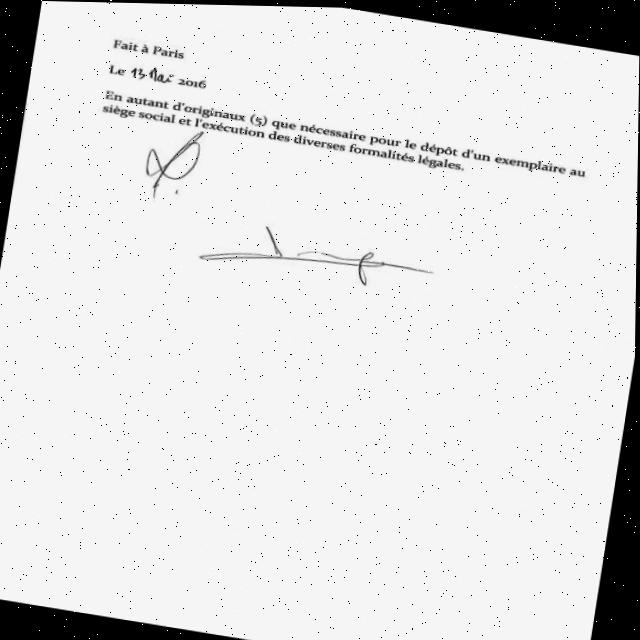 Fait à Paris
Le 13 Mai 2016
En autant d'originaux (5) que nécessaire pour le dépôt d'un exemplaire au
siège social et l'exécution des diverses formalités légales.